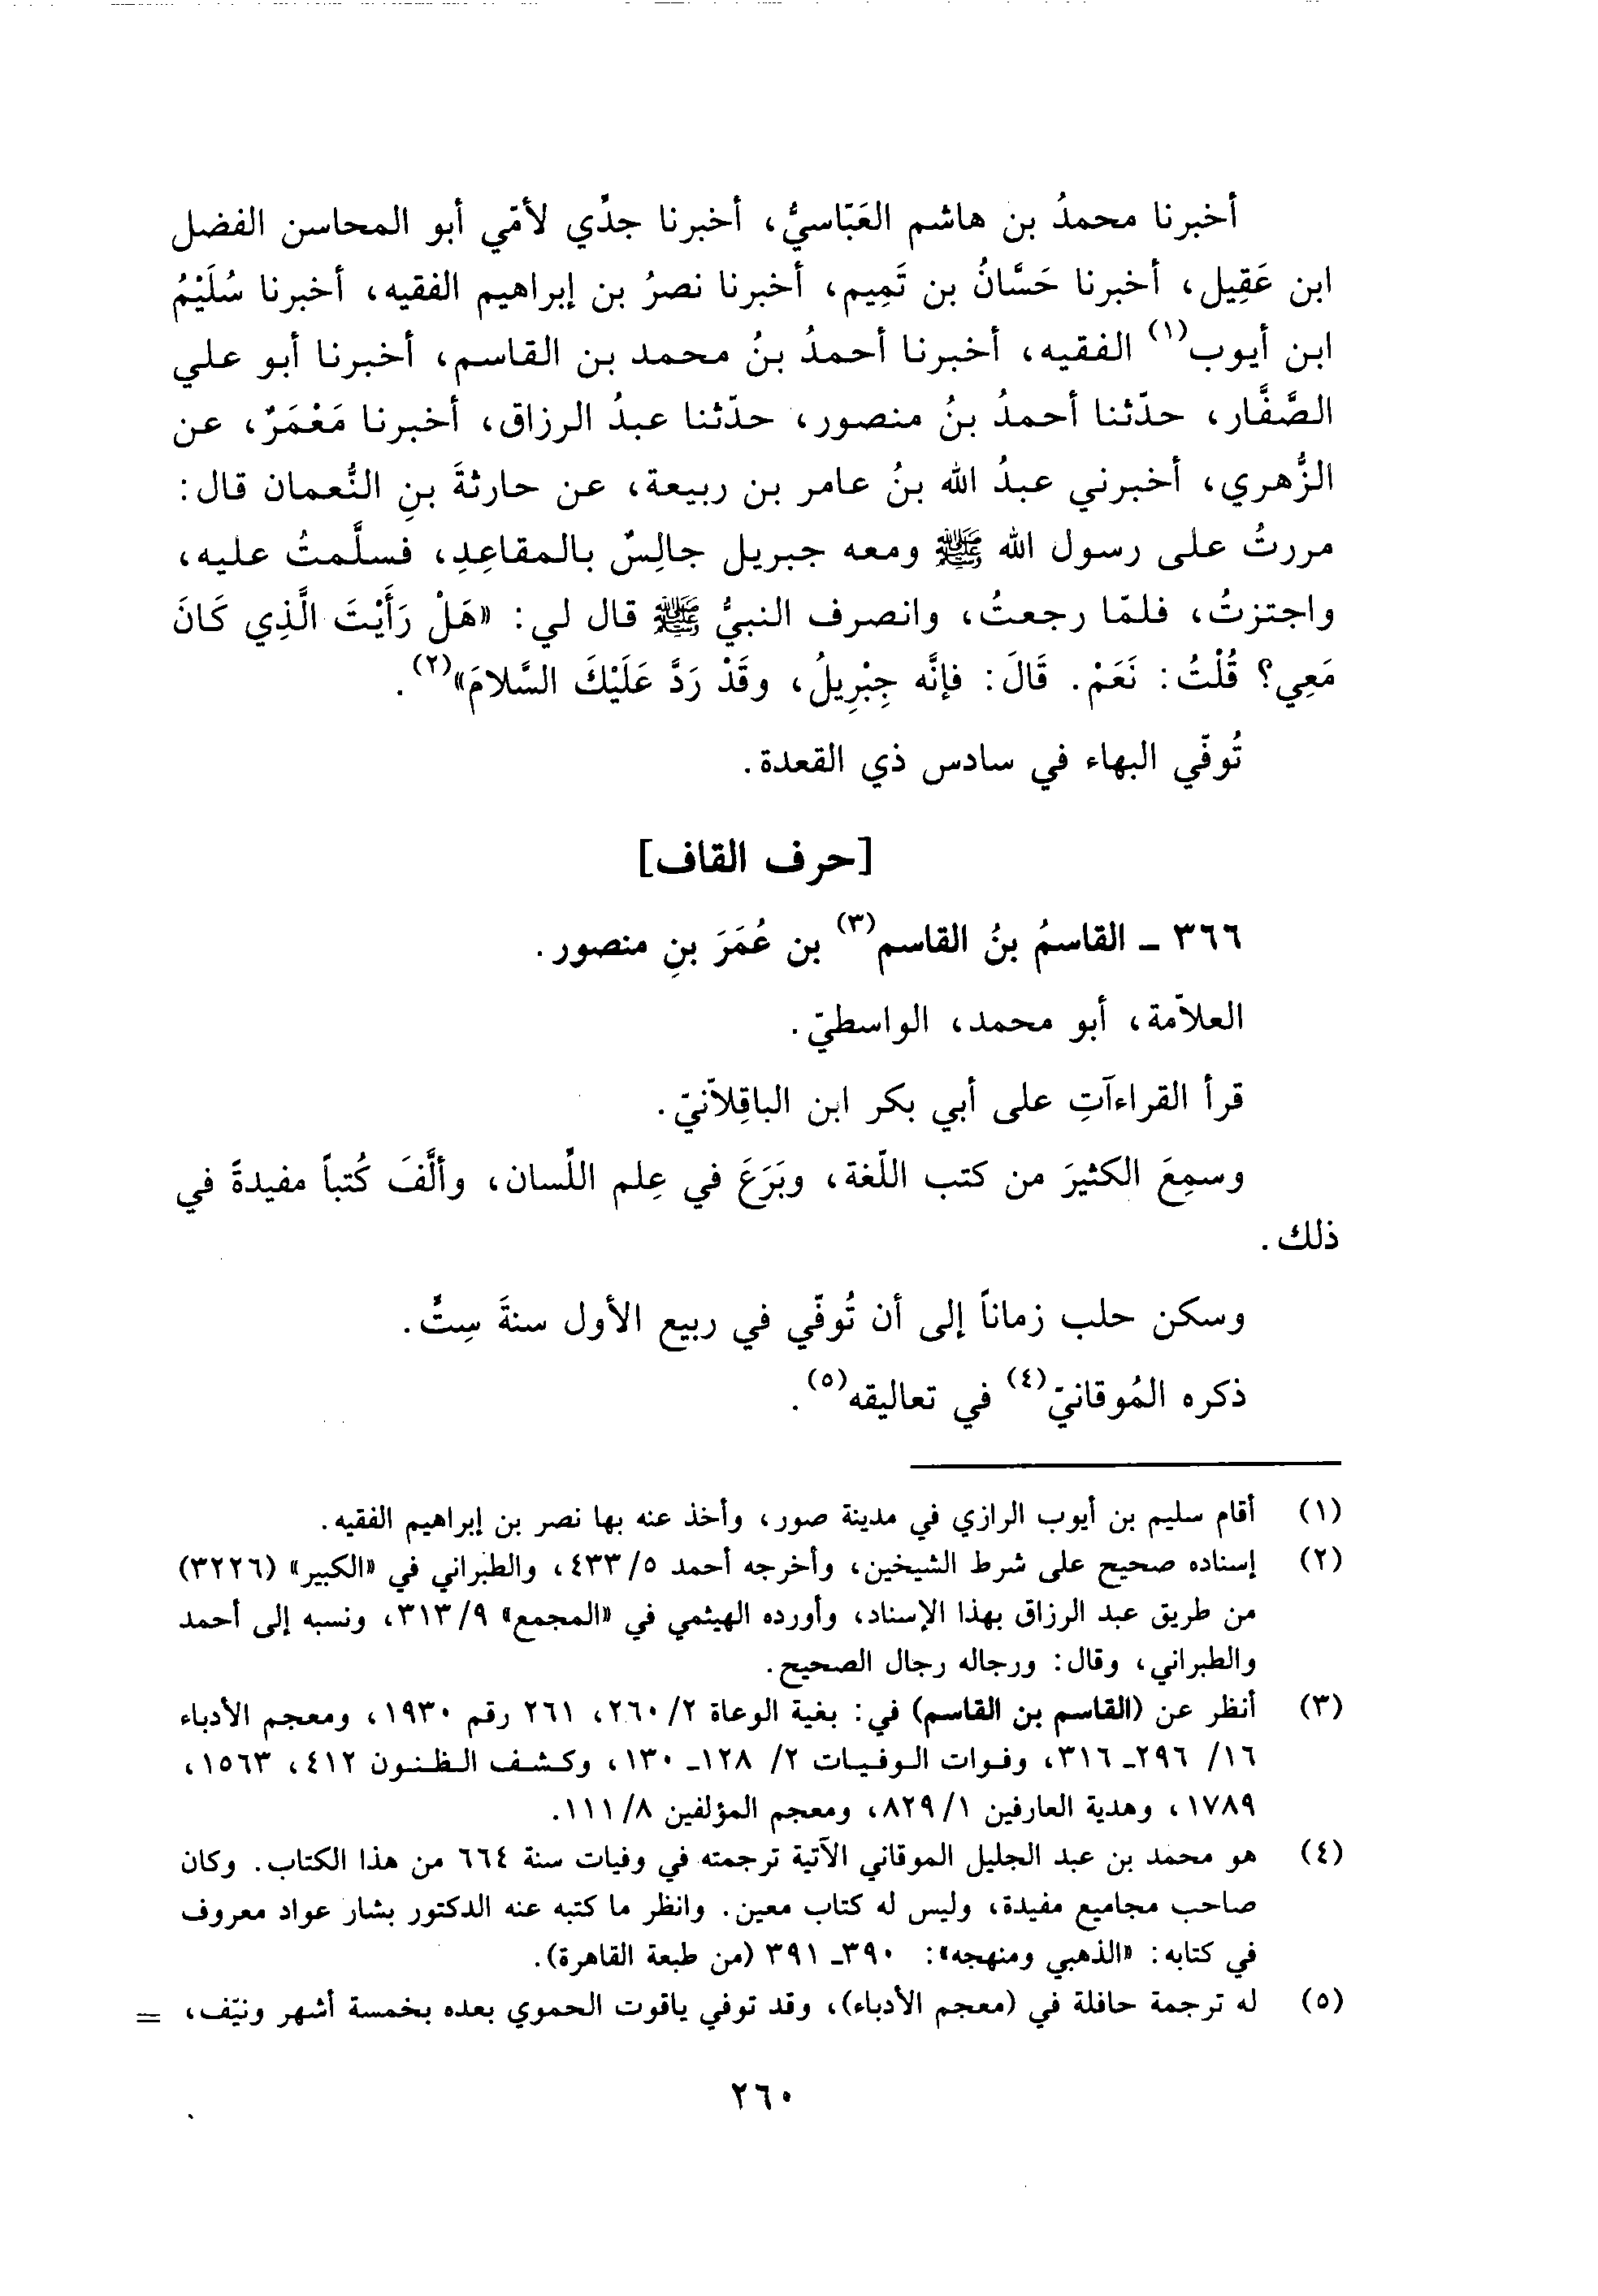 أخبرنا محمدُ بن هاشم العَبّاسيُّ، أخبرنا جدِّي لأمّي أبو المحاسن الفضل
ابن عَقِيل، أخبرنا حَسَّانُ بن تَمِيم، أخبرنا نصرُ بن إبراهيم الفقيه، أخبرنا سُلَيْمُ
ابن أيوب(١) الفقيه، أخبرنا أحمدُ بنُ محمد بن القاسم، أخبرنا أبو علي
الصَّفَّار، حدّثنا أحمدُ بنُ منصور، حدّثنا عبدُ الرزاق، أخبرنا مَعْمَرٌ، عن
الزُّهري، أخبرني عبدُ الله بنُ عامر بن ربيعة، عن حارثةَ بنِ النُّعمان قال:
مررتُ على رسول الله ﷺ ومعه جبريل جالِسٌ بالمقاعِدِ، فسلَّمتُ عليه،
واجتزتُ، فلمّا رجعتُ، وانصرف النبيُّ ﷺ قال لي: «هَلْ رَأَيْتَ الَّذِي كَانَ
مَعِي؟ قُلْتُ: نَعَمْ. قَالَ: فإنَّه جِبْرِيلُ، وقَدْ رَدَّ عَلَيْكَ السَّلامَ»(٢).
تُوفّي البهاء في سادس ذي القعدة.
[حرف القاف]
٣٦٦ ـ القاسمُ بنُ القاسم(٣) بن عُمَرَ بنِ منصور.
العلاّمة، أبو محمد، الواسطيّ.
قرأ القراءآتِ على أبي بكر ابن الباقِلاّنيّ.
وسمِعَ الكثيرَ من كتب اللّغة، وبَرَعَ في عِلم اللِّسان، وألَّفَ كُتباً مفيدةً في
ذلك.
وسكن حلب زماناً إلى أن تُوفّي في ربيع الأول سنةَ سِتٍّ.
ذكره المُوقانيّ(٤) في تعاليقه(٥).
(١) أقام سليم بن أيوب الرازي في مدينة صور، وأخذ عنه بها نصر بن إبراهيم الفقيه.
(٢) إسناده صحيح على شرط الشيخين، وأخرجه أحمد ٤٣٣/٥، والطبراني في «الكبير» (٣٢٢٦)
من طريق عبد الرزاق بهذا الإسناد، وأورده الهيثمي في «المجمع» ٣١٣/٩، ونسبه إلى أحمد
والطبراني، وقال: ورجاله رجال الصحيح.
(٣) أنظر عن (القاسم بن القاسم) في: بغية الوعاة ٢/ ٢٦٠، ٢٦١ رقم ١٩٣٠، ومعجم الأدباء
١٦/ ٢٩٦ـ ٣١٦، وفوات الوفيات ٢/ ١٢٨ـ ١٣٠، وكشف الظنون ٤١٢، ١٥٦٣،
١٧٨٩، وهدية العارفين ٨٢٩/١، ومعجم المؤلفين ١١١/٨.
(٤) هو محمد بن عبد الجليل الموقاني الآتية ترجمته في وفيات سنة ٦٦٤ من هذا الكتاب. وكان
صاحب مجاميع مفيدة، وليس له كتاب معين. وانظر ما كتبه عنه الدكتور بشار عواد معروف
في كتابه: «الذهبي ومنهجه»: ٣٩٠ـ ٣٩١ (من طبعة القاهرة).
(٥) له ترجمة حافلة في (معجم الأدباء)، وقد توفي ياقوت الحموي بعده بخمسة أشهر ونيّف، =
٢٦٠